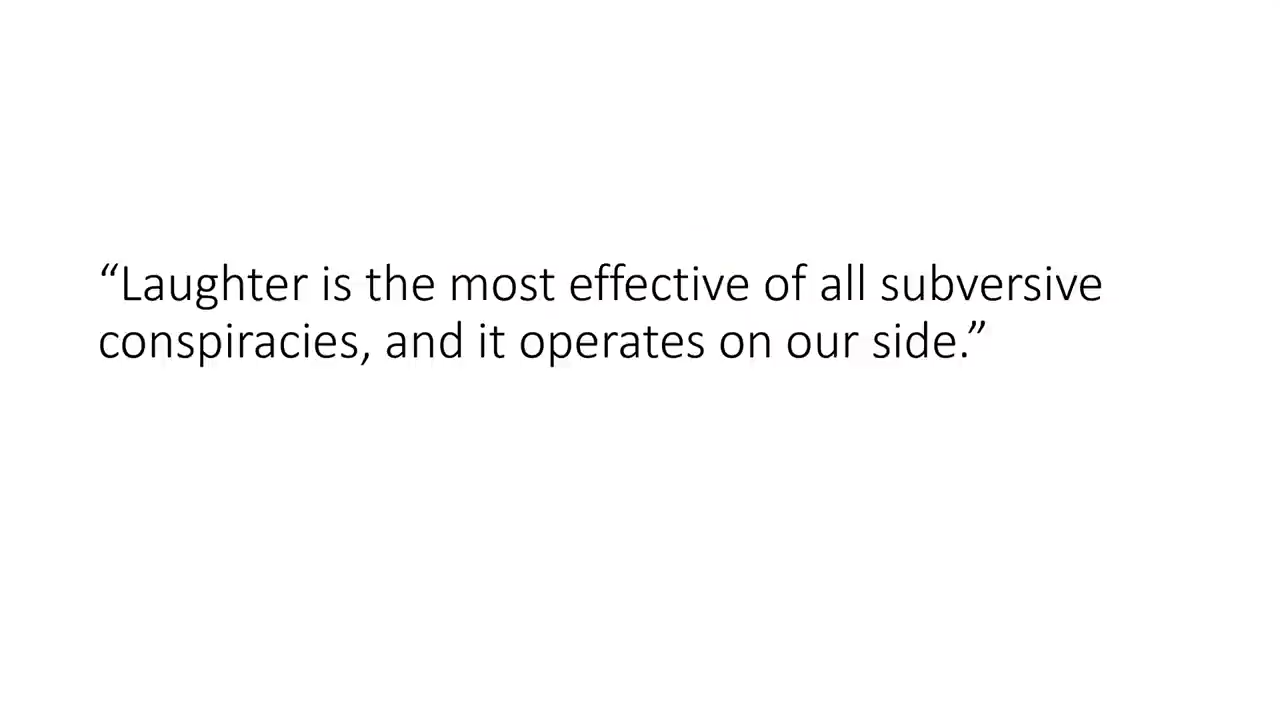 “Laughter is the most effective of all subversive
conspiracies, and it operates on our side.”